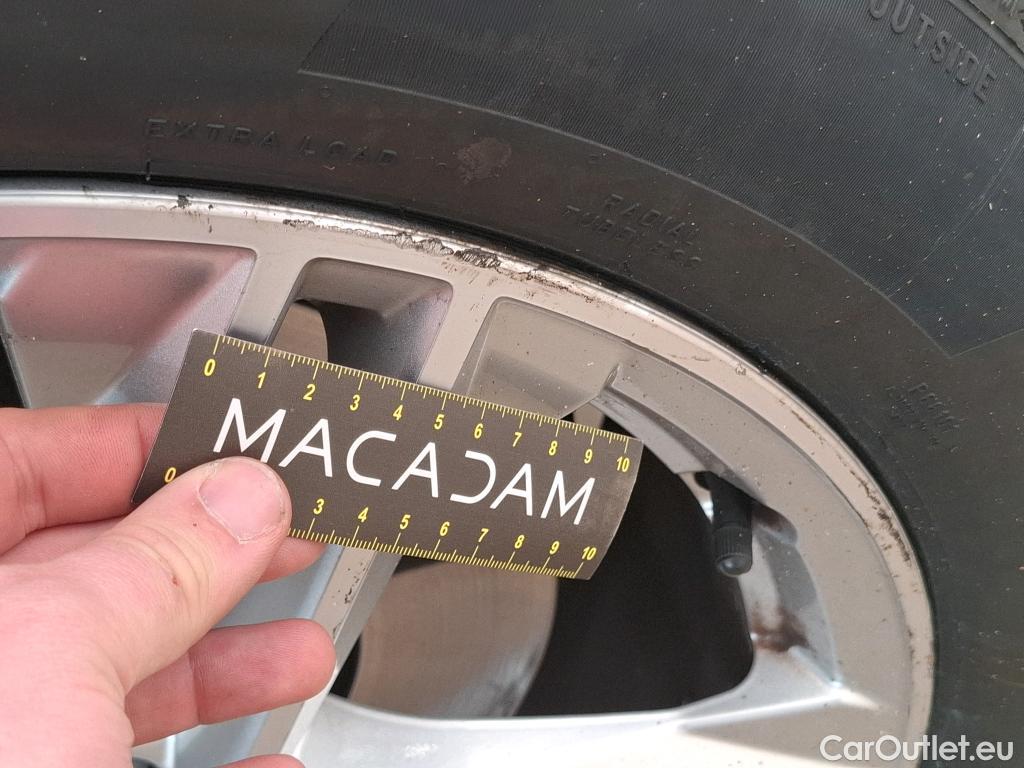 OUTSIDE
EXTRA LOAD
RADIAL
TUBELESS
0 1 2 3 4 5 6 7 8 9 10
MACADAM
0 3 4 5 6 7 8 9 10
CarOutlet.eu